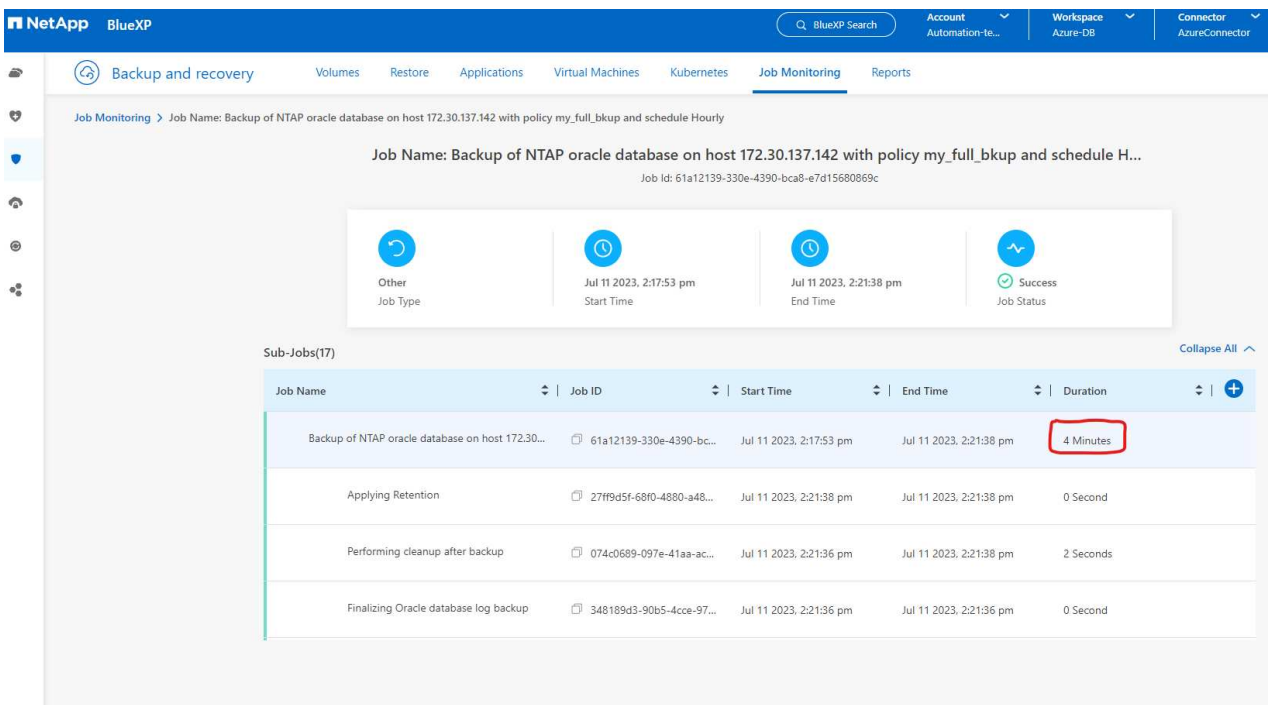 NetApp BlueXP BlueXP Search Account Workspace Connector
Automation-te... Azure-DB AzureConnector
Backup and recovery Volumes Restore Applications Virtual Machines Kubernetes Job Monitoring Reports
Job Monitoring > Job Name: Backup of NTAP oracle database on host 172.30.137.142 with policy my_full_bkup and schedule Hourly
Job Name: Backup of NTAP oracle database on host 172.30.137.142 with policy my_full_bkup and schedule H...
Job Id: 61a12139-330e-4390-bca8-e7d15680869c
Other Jul 11 2023, 2:17:53 pm Jul 11 2023, 2:21:38 pm Success
Job Type Start Time End Time Job Status
Sub-Jobs(17) Collapse All
Job Name Job ID Start Time End Time Duration
Backup of NTAP oracle database on host 172.30... 61a12139-330e-4390-bc... Jul 11 2023, 2:17:53 pm Jul 11 2023, 2:21:38 pm 4 Minutes
Applying Retention 27ff9d5f-68f0-4880-a48... Jul 11 2023, 2:21:38 pm Jul 11 2023, 2:21:38 pm 0 Second
Performing cleanup after backup 074c0689-097e-41aa-ac... Jul 11 2023, 2:21:36 pm Jul 11 2023, 2:21:38 pm 2 Seconds
Finalizing Oracle database log backup 348189d3-90b5-4cce-97... Jul 11 2023, 2:21:36 pm Jul 11 2023, 2:21:36 pm 0 Second